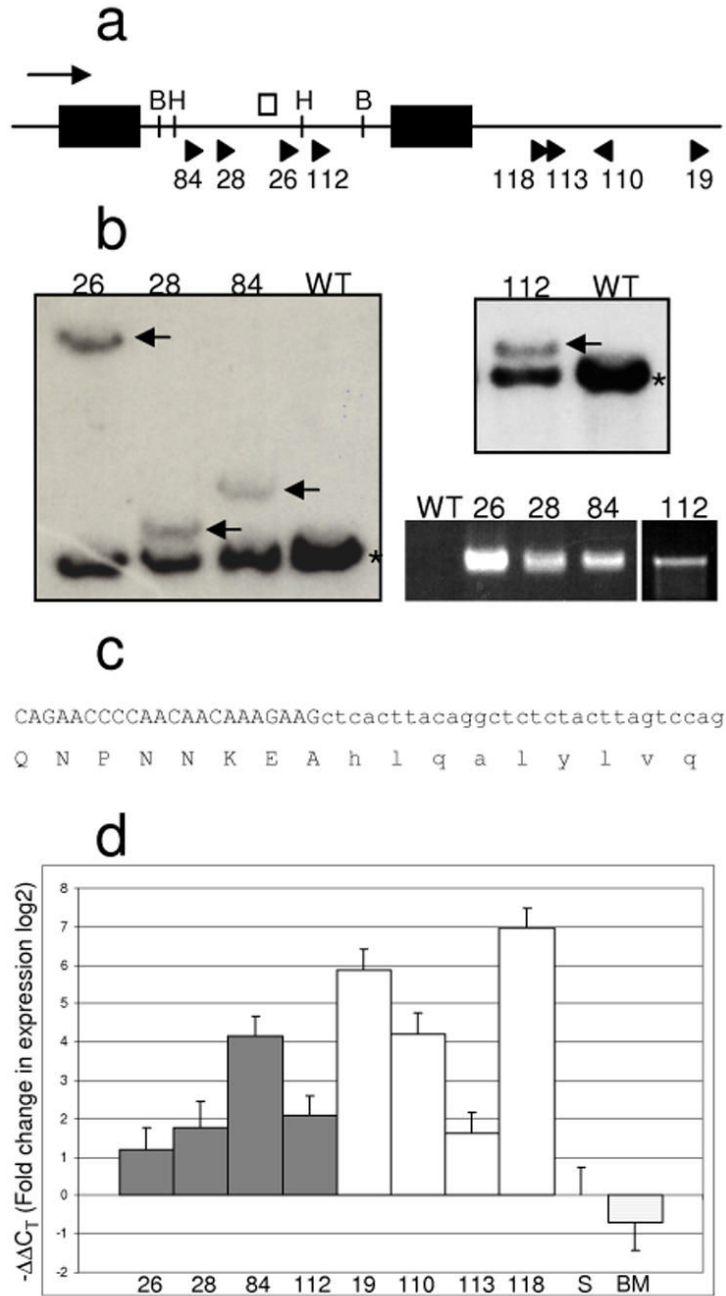 a
B H H B
84 28 26 112 118 113 110 19
b
26 28 84 WT
*
112 WT
*
WT 26 28 84 112
c
CAGAACCCCAACAACAAAGAAGctcacttacaggctctctacttagtccag
Q N P N N K E A h l q a l y l v q
d
-ΔΔCT (Fold change in expression log2)
8
7
6
5
4
3
2
1
0
-1
-2
26 28 84 112 19 110 113 118 S BM